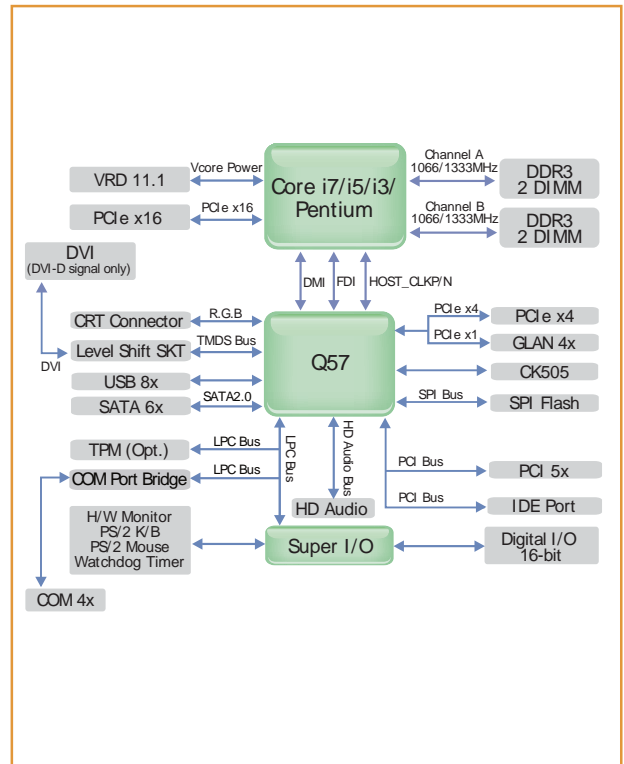 VRD 11.1
Vcore Power
Core i7/i5/i3/
Pentium
Channel A
1066/1333MHz
DDR3
2 DIMM
PCIe x16
PCIe x16
Channel B
1066/1333MHz
DDR3
2 DIMM
DVI
(DVI-D signal only)
DVI
DMI
FDI
HOST_CLKP/N
CRT Connector
R.G.B
Level Shift SKT
TMDS Bus
USB 8x
SATA 6x
SATA2.0
Q57
PCIe x4
PCIe x4
PCIe x1
GLAN 4x
CK505
SPI Bus
SPI Flash
TPM (Opt.)
LPC Bus
COM Port Bridge
LPC Bus
LPC Bus
HD Audio Bus
HD Audio
PCI Bus
PCI 5x
PCI Bus
IDE Port
H/W Monitor
PS/2 K/B
PS/2 Mouse
Watchdog Timer
Super I/O
Digital I/O
16-bit
COM 4x